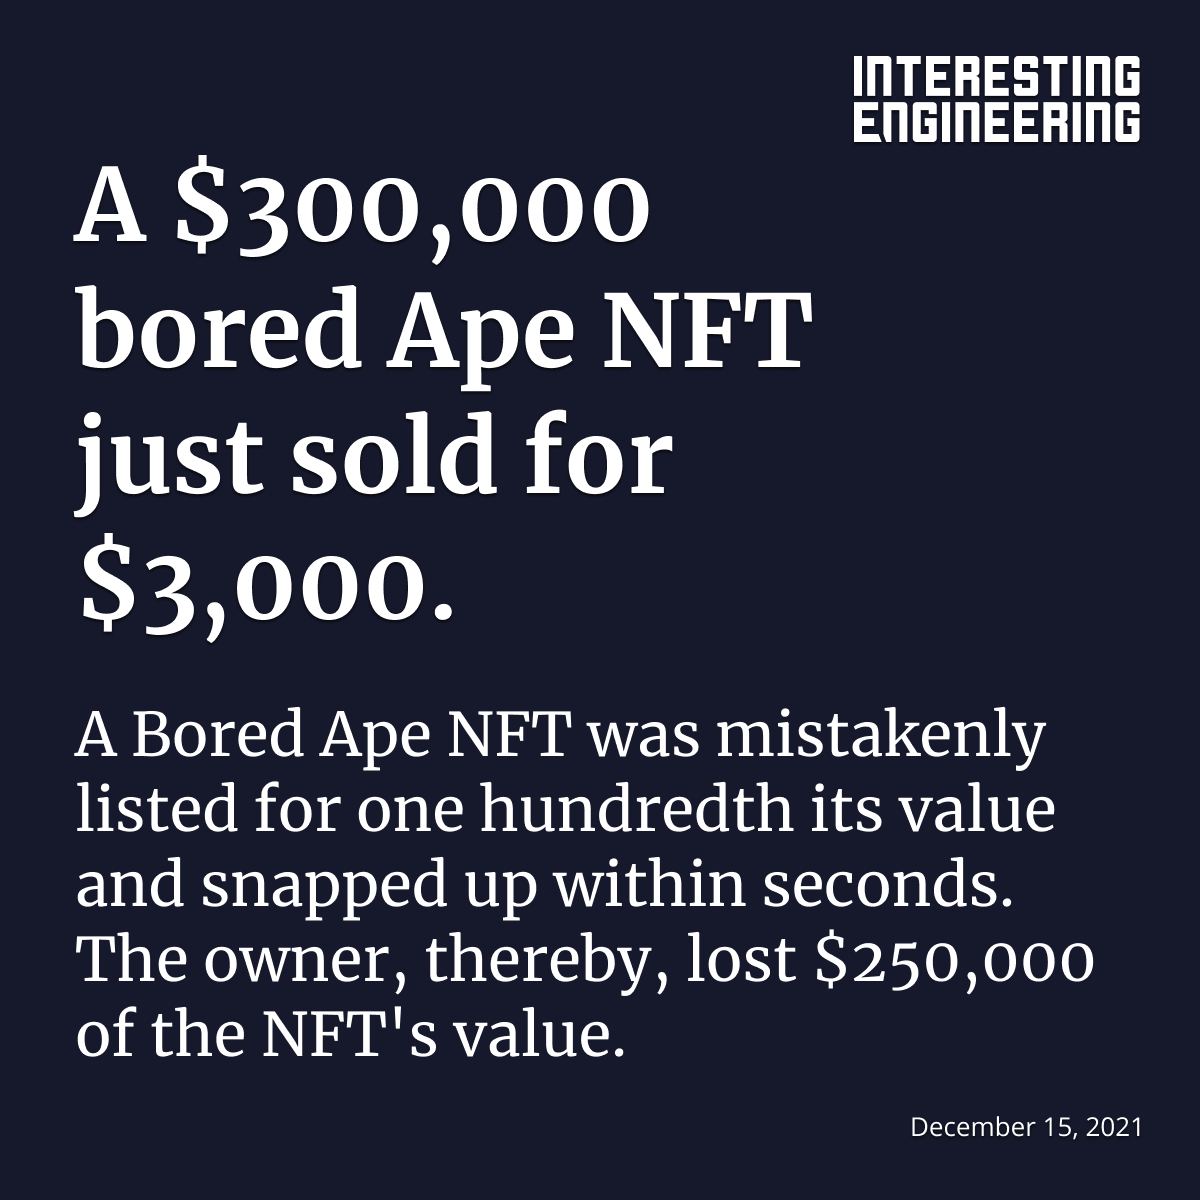 INTERESTING
ENGINEERING
A $300,000
bored Ape NFT
just sold for
$3,000.
A Bored Ape NFT was mistakenly
listed for one hundredth its value
and snapped up within seconds.
The owner, thereby, lost $250,000
of the NFT's value.
December 15, 2021